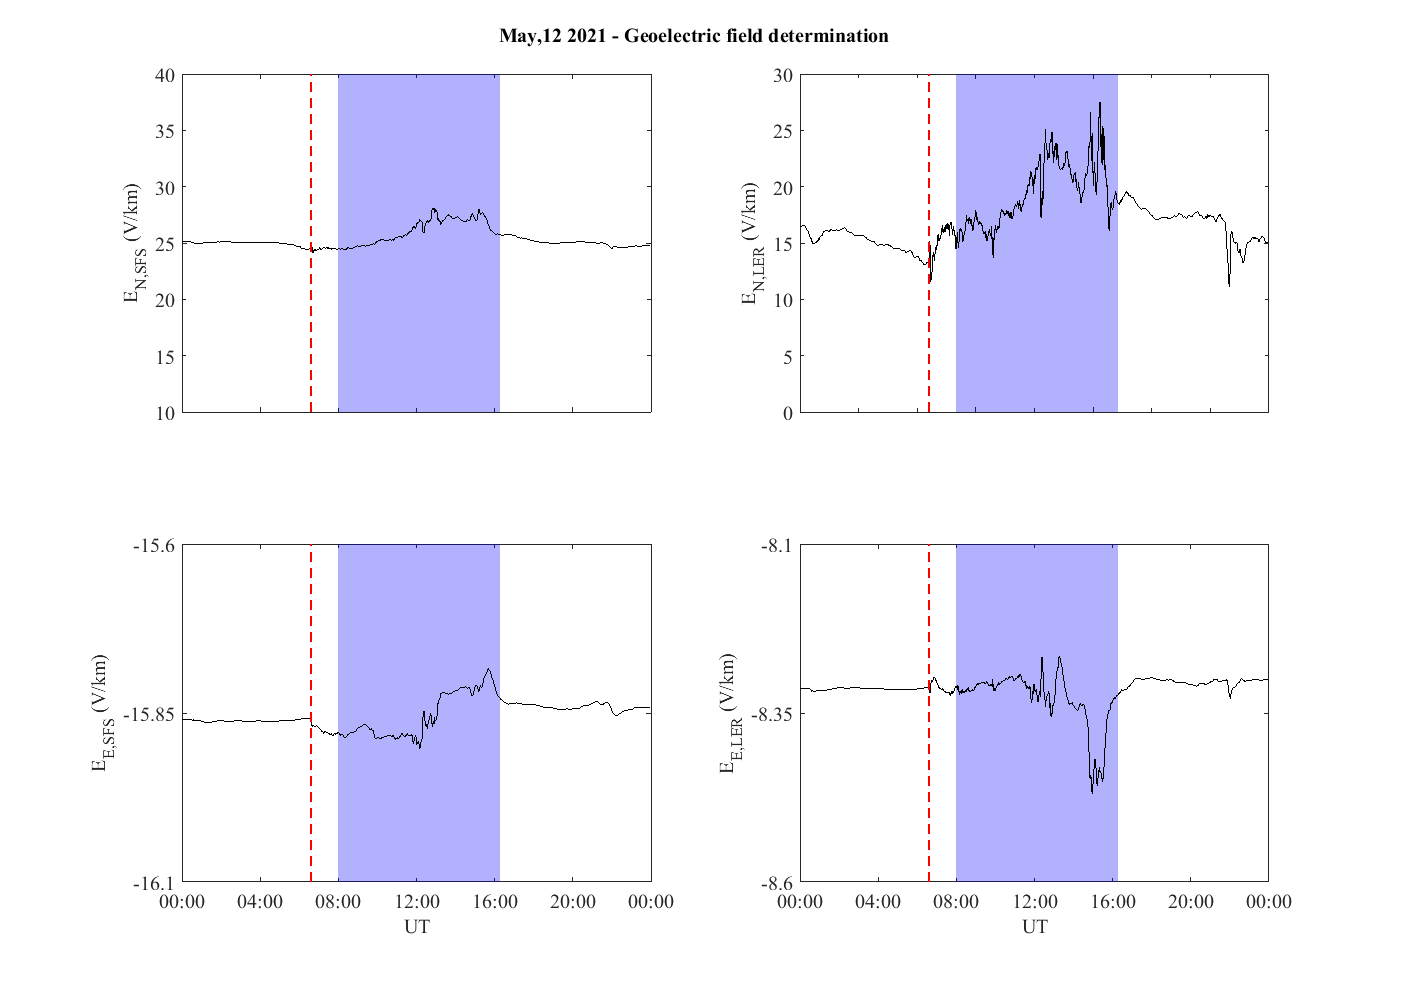 May,12 2021 - Geoelectric field determination
40
35
30
25
20
15
10
E_N,SFS (V/km)
30
25
20
15
10
5
0
E_N,LER (V/km)
-15.6
-15.85
-16.1
E_E,SFS (V/km)
00:00 04:00 08:00 12:00 16:00 20:00 00:00
UT
-8.1
-8.35
-8.6
E_E,LER (V/km)
00:00 04:00 08:00 12:00 16:00 20:00 00:00
UT